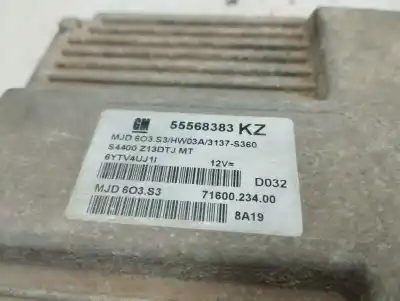 GM 55568383 KZ
MJD 6O3.S3/HW03A/3137-S360
S4400 Z13DTJ MT
6YTV4UJ1I 12V=
D032
MJD 6O3.S3 71600.234.00
8A19